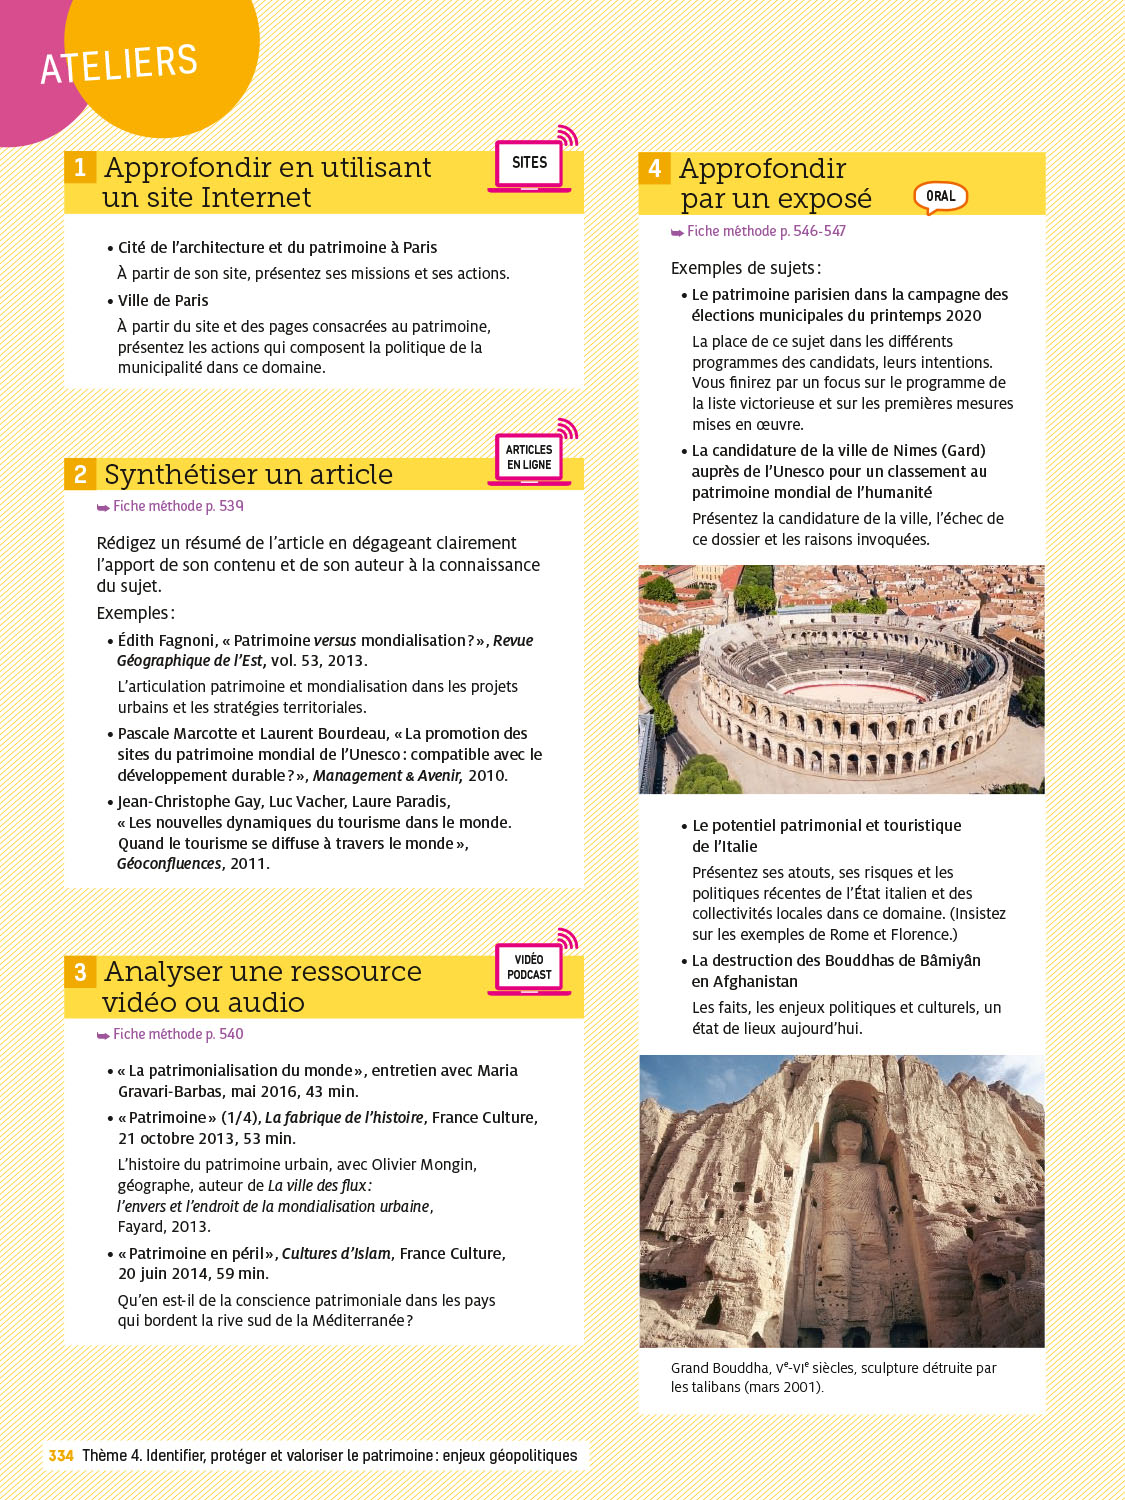 ATELIERS
1 Approfondir en utilisant
un site Internet
SITES
• Cité de l'architecture et du patrimoine à Paris
À partir de son site, présentez ses missions et ses actions.
• Ville de Paris
À partir du site et des pages consacrées au patrimoine,
présentez les actions qui composent la politique de la
municipalité dans ce domaine.
2 Synthétiser un article
ARTICLES
EN LIGNE
➥ Fiche méthode p. 539
Rédigez un résumé de l'article en dégageant clairement
l'apport de son contenu et de son auteur à la connaissance
du sujet.
Exemples :
• Édith Fagnoni, « Patrimoine versus mondialisation ? », Revue
Géographique de l'Est, vol. 53, 2013.
L'articulation patrimoine et mondialisation dans les projets
urbains et les stratégies territoriales.
• Pascale Marcotte et Laurent Bourdeau, « La promotion des
sites du patrimoine mondial de l'Unesco : compatible avec le
développement durable ? », Management & Avenir, 2010.
• Jean-Christophe Gay, Luc Vacher, Laure Paradis,
« Les nouvelles dynamiques du tourisme dans le monde.
Quand le tourisme se diffuse à travers le monde »,
Géoconfluences, 2011.
3 Analyser une ressource
vidéo ou audio
VIDÉO
PODCAST
➥ Fiche méthode p. 540
• « La patrimonialisation du monde », entretien avec Maria
Gravari-Barbas, mai 2016, 43 min.
• « Patrimoine » (1/4), La fabrique de l'histoire, France Culture,
21 octobre 2013, 53 min.
L'histoire du patrimoine urbain, avec Olivier Mongin,
géographe, auteur de La ville des flux :
l'envers et l'endroit de la mondialisation urbaine,
Fayard, 2013.
• « Patrimoine en péril », Cultures d'Islam, France Culture,
20 juin 2014, 59 min.
Qu'en est-il de la conscience patrimoniale dans les pays
qui bordent la rive sud de la Méditerranée ?
4 Approfondir
par un exposé
ORAL
➥ Fiche méthode p. 546-547
Exemples de sujets :
• Le patrimoine parisien dans la campagne des
élections municipales du printemps 2020
La place de ce sujet dans les différents
programmes des candidats, leurs intentions.
Vous finirez par un focus sur le programme de
la liste victorieuse et sur les premières mesures
mises en œuvre.
• La candidature de la ville de Nimes (Gard)
auprès de l'Unesco pour un classement au
patrimoine mondial de l'humanité
Présentez la candidature de la ville, l'échec de
ce dossier et les raisons invoquées.
• Le potentiel patrimonial et touristique
de l'Italie
Présentez ses atouts, ses risques et les
politiques récentes de l'État italien et des
collectivités locales dans ce domaine. (Insistez
sur les exemples de Rome et Florence.)
• La destruction des Bouddhas de Bâmiyân
en Afghanistan
Les faits, les enjeux politiques et culturels, un
état de lieux aujourd'hui.
Grand Bouddha, Ve-VIe siècles, sculpture détruite par
les talibans (mars 2001).
334 Thème 4. Identifier, protéger et valoriser le patrimoine : enjeux géopolitiques